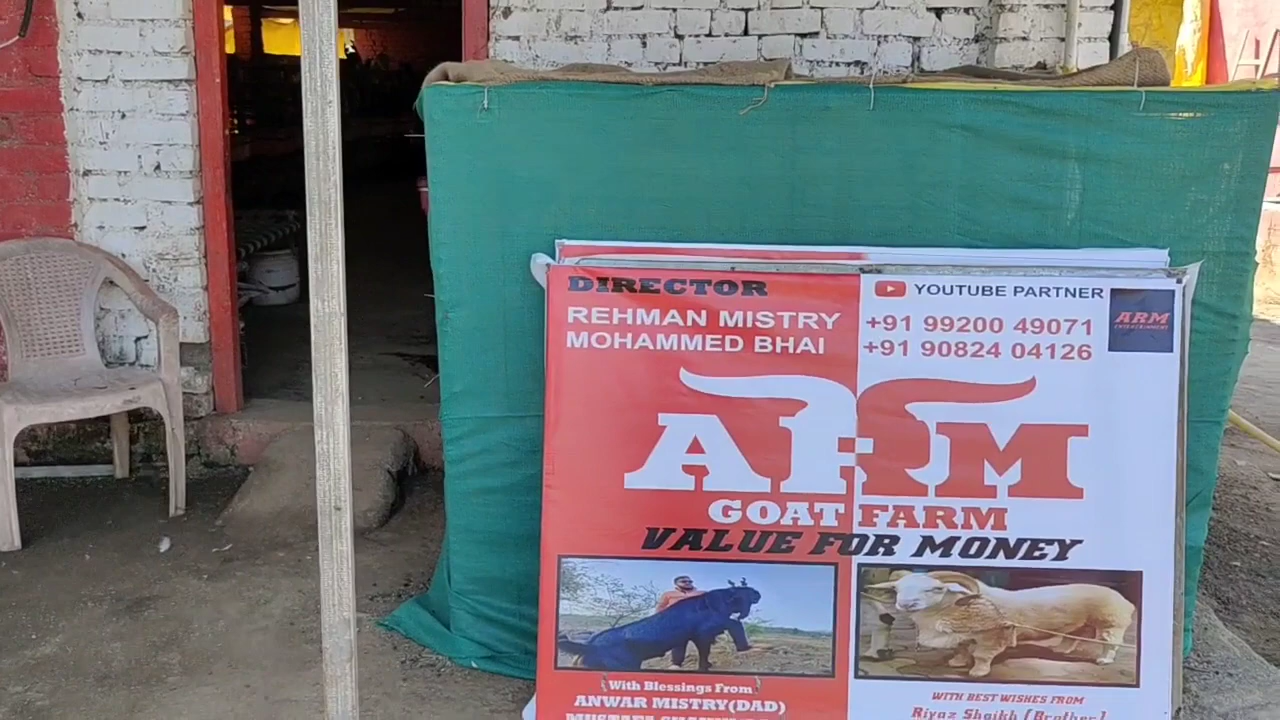 DIRECTOR
REHMAN MISTRY
MOHAMMED BHAI
YOUTUBE PARTNER
+91 99200 49071
+91 90824 04126
ARM
ENTERTAINMENT
ARM
GOAT FARM
VALUE FOR MONEY
With Blessings From
ANWAR MISTRY(DAD)
WITH BEST WISHES FROM
Riyaz Shaikh (Brother)